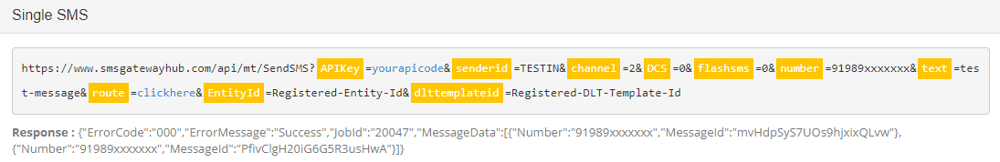 Single SMS
https://www.smsgatewayhub.com/api/mt/SendSMS? APIKey =yourapicode& senderid =TESTIN& channel =2& DCS =0& flashsms =0& number =91989xxxxxxx& text =tes
t-message& route =clickhere& EntityId =Registered-Entity-Id& dlttemplateid =Registered-DLT-Template-Id
Response : {"ErrorCode":"000","ErrorMessage":"Success","JobId":"20047","MessageData":[{"Number":"91989xxxxxxx","MessageId":"mvHdpSyS7UOs9hjxixQLvw"},
{"Number":"91989xxxxxxx","MessageId":"PfivClgH20iG6G5R3usHwA"}]}